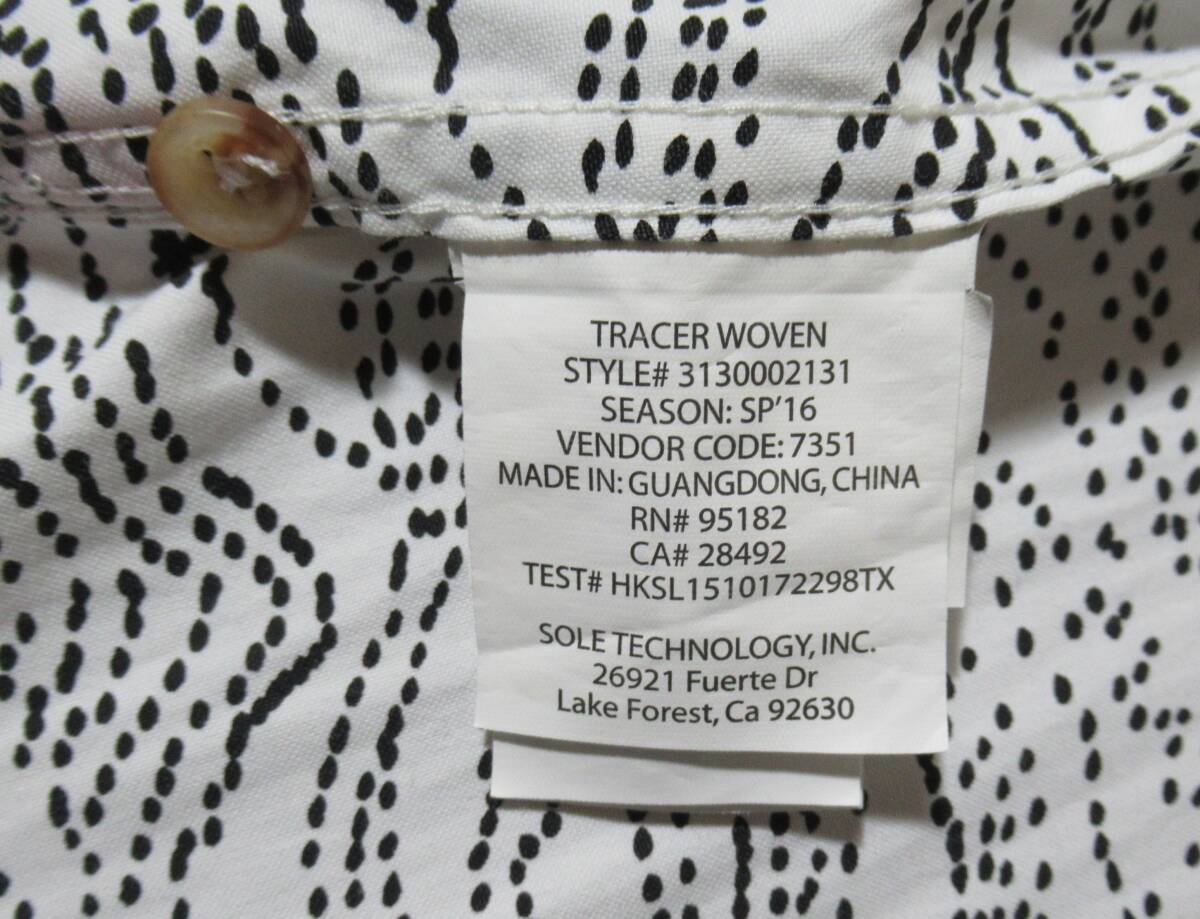 TRACER WOVEN
STYLE# 3130002131
SEASON: SP'16
VENDOR CODE: 7351
MADE IN: GUANGDONG, CHINA
RN# 95182
CA# 28492
TEST# HKSL1510172298TX
SOLE TECHNOLOGY, INC.
26921 Fuerte Dr
Lake Forest, Ca 92630